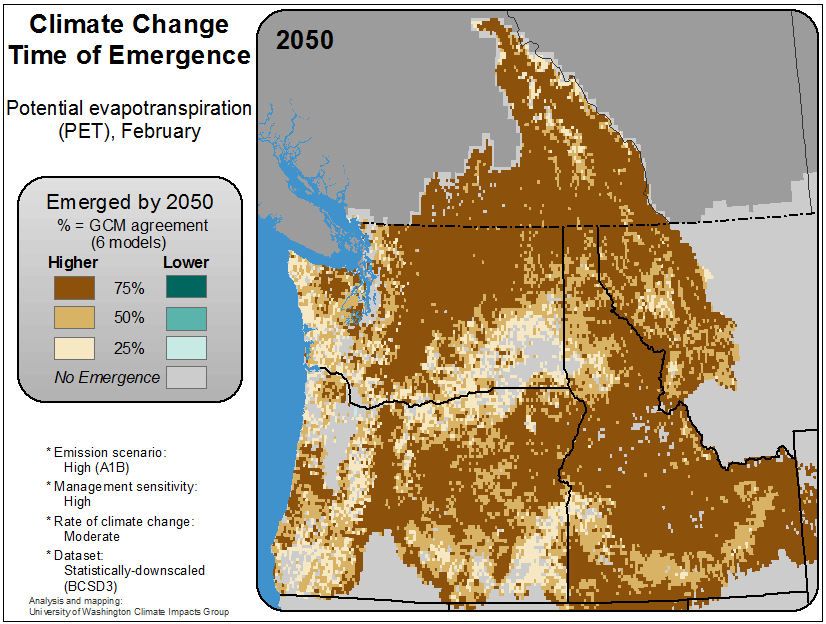 Climate Change
Time of Emergence
2050
Potential evapotranspiration
(PET), February
Emerged by 2050
% = GCM agreement
(6 models)
Higher Lower
75%
50%
25%
No Emergence
* Emission scenario:
High (A1B)
* Management sensitivity:
High
* Rate of climate change:
Moderate
* Dataset:
Statistically-downscaled
(BCSD3)
Analysis and mapping:
University of Washington Climate Impacts Group